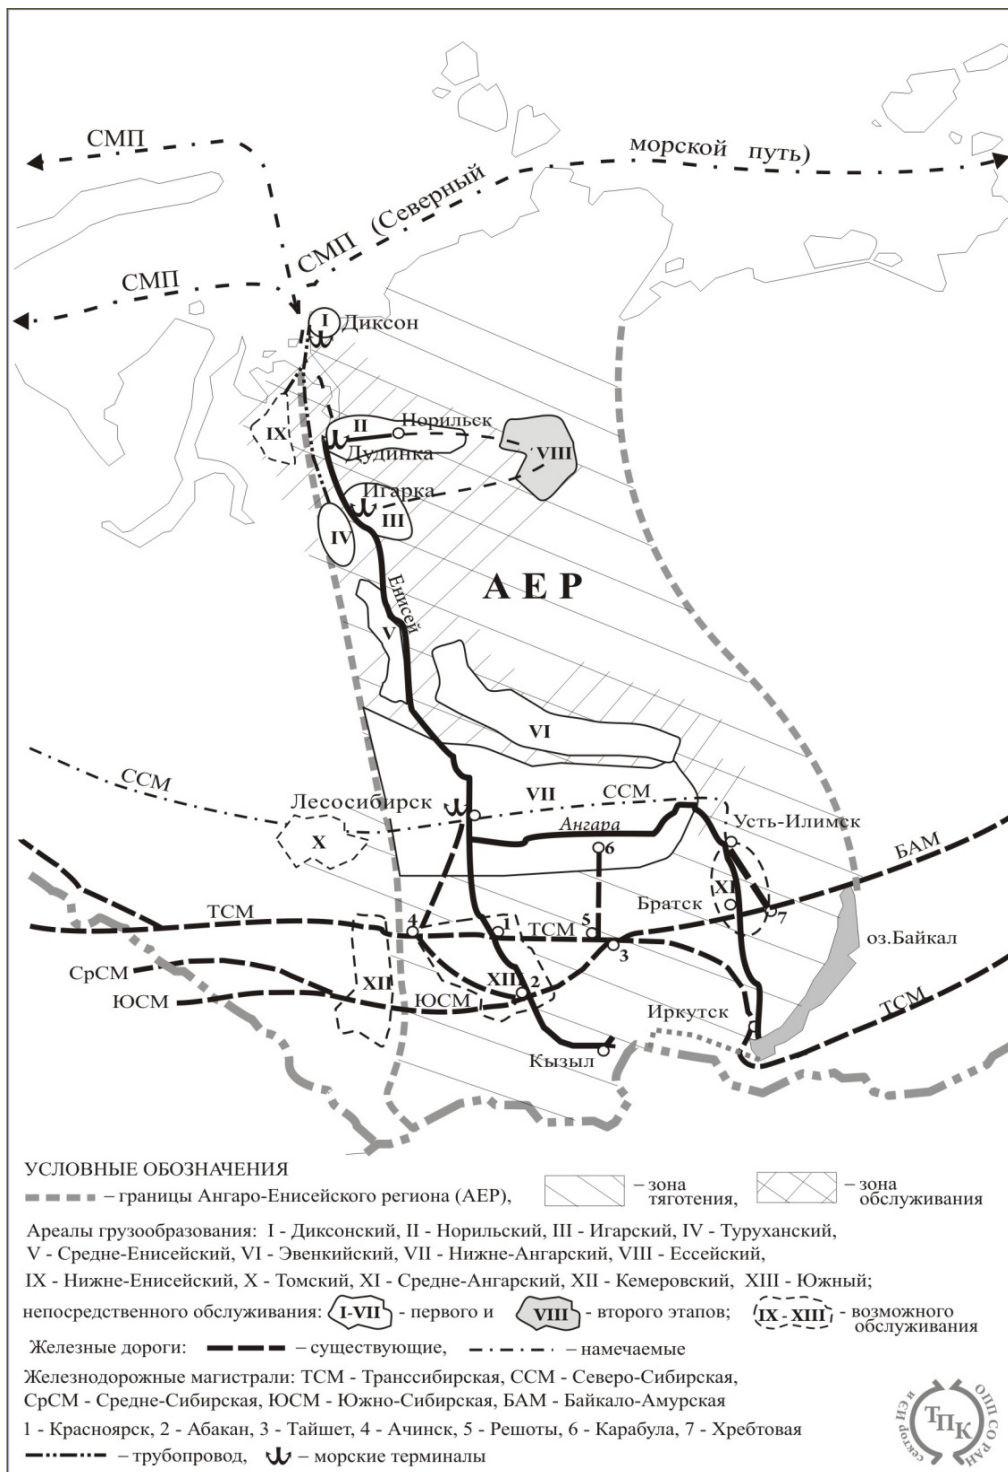 СМП
морской путь)
СМП (Северный
СМП
I
Диксон
IX
II
Норильск
Дудинка
VIII
Игарка
III
IV
АЕР
Енисей
V
VI
ССМ
Лесосибирск
VII
ССМ
Ангара
Усть-Илимск
X
6
БАМ
XI
Братск
7
ТСМ
4
1
ТСМ
5
3
оз.Байкал
СрСМ
XII
XIII
2
ЮСМ
ЮСМ
ТСМ
Иркутск
Кызыл
УСЛОВНЫЕ ОБОЗНАЧЕНИЯ
– границы Ангаро-Енисейского региона (АЕР),
– зона тяготения,
– зона обслуживания
Ареалы грузообразования: I - Диксонский, II - Норильский, III - Игарский, IV - Туруханский,
V - Средне-Енисейский, VI - Эвенкийский, VII - Нижне-Ангарский, VIII - Ессейский,
IX - Нижне-Енисейский, X - Томский, XI - Средне-Ангарский, XII - Кемеровский, XIII - Южный;
непосредственного обслуживания: I-VII - первого и VIII - второго этапов; IX - XIII - возможного обслуживания
Железные дороги: – существующие, – намечаемые
Железнодорожные магистрали: ТСМ - Транссибирская, ССМ - Северо-Сибирская,
СрСМ - Средне-Сибирская, ЮСМ - Южно-Сибирская, БАМ - Байкало-Амурская
1 - Красноярск, 2 - Абакан, 3 - Тайшет, 4 - Ачинск, 5 - Решоты, 6 - Карабула, 7 - Хребтовая
– трубопровод, – морские терминалы
сектор ИЭИ
ТПК
ОПП СО РАН